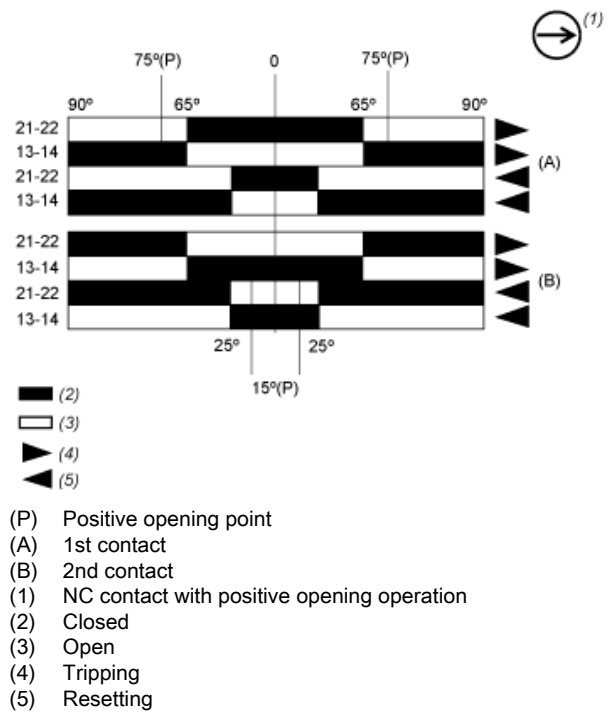 (1)
75º(P) 0 75º(P)
90º 65º 65º 90º
21-22
13-14
(A)
21-22
13-14
21-22
13-14
(B)
21-22
13-14
25º 25º
15º(P)
(2)
(3)
(4)
(5)
(P) Positive opening point
(A) 1st contact
(B) 2nd contact
(1) NC contact with positive opening operation
(2) Closed
(3) Open
(4) Tripping
(5) Resetting